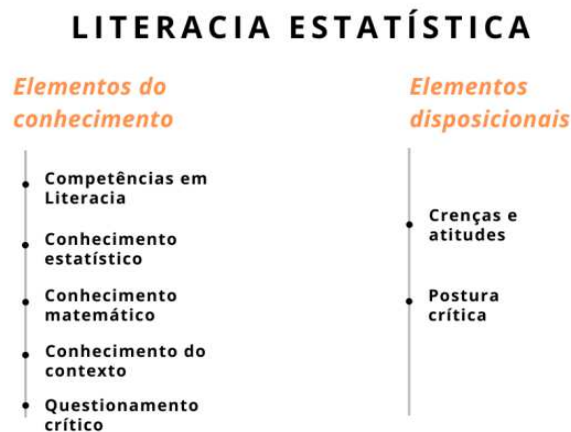 LITERACIA ESTATÍSTICA
Elementos do
conhecimento
Competências em
Literacia
Conhecimento
estatístico
Conhecimento
matemático
Conhecimento do
contexto
Questionamento
crítico
Elementos
disposicionais
Crenças e
atitudes
Postura
crítica